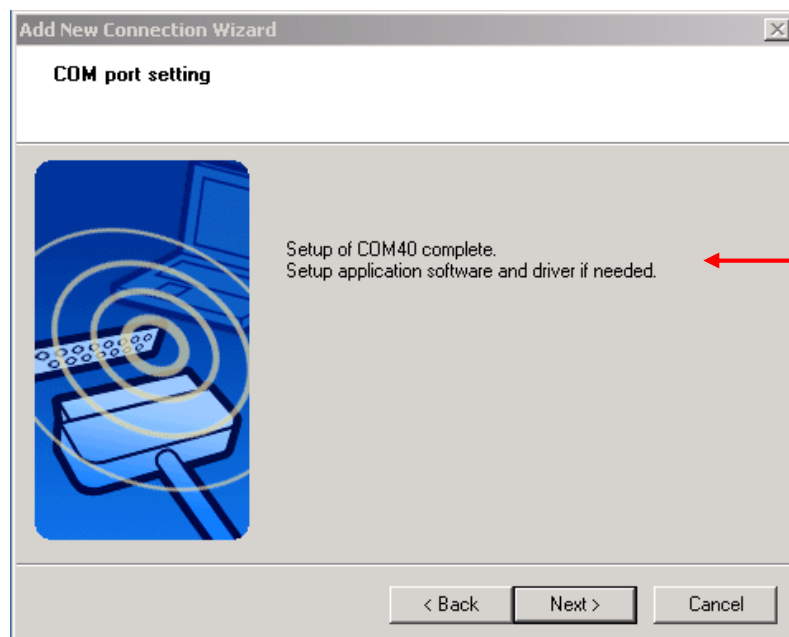 Add New Connection Wizard
COM port setting
Setup of COM40 complete.
Setup application software and driver if needed.
< Back
Next >
Cancel